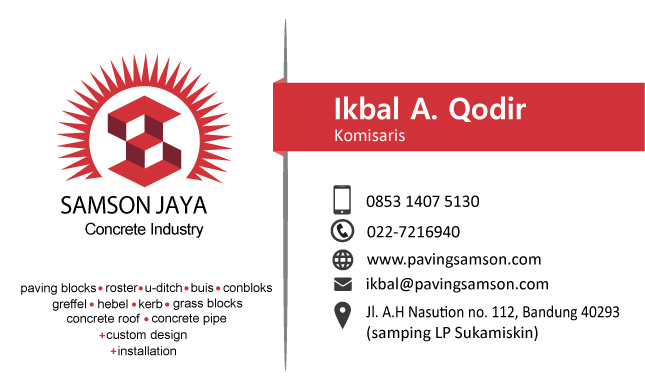 SAMSON JAYA
Concrete Industry
paving blocks • roster • u-ditch • buis • conbloks
greffel • hebel • kerb • grass blocks
concrete roof • concrete pipe
+custom design
+installation
Ikbal A. Qodir
Komisaris
0853 1407 5130
022-7216940
www.pavingsamson.com
ikbal@pavingsamson.com
Jl. A.H Nasution no. 112, Bandung 40293
(samping LP Sukamiskin)